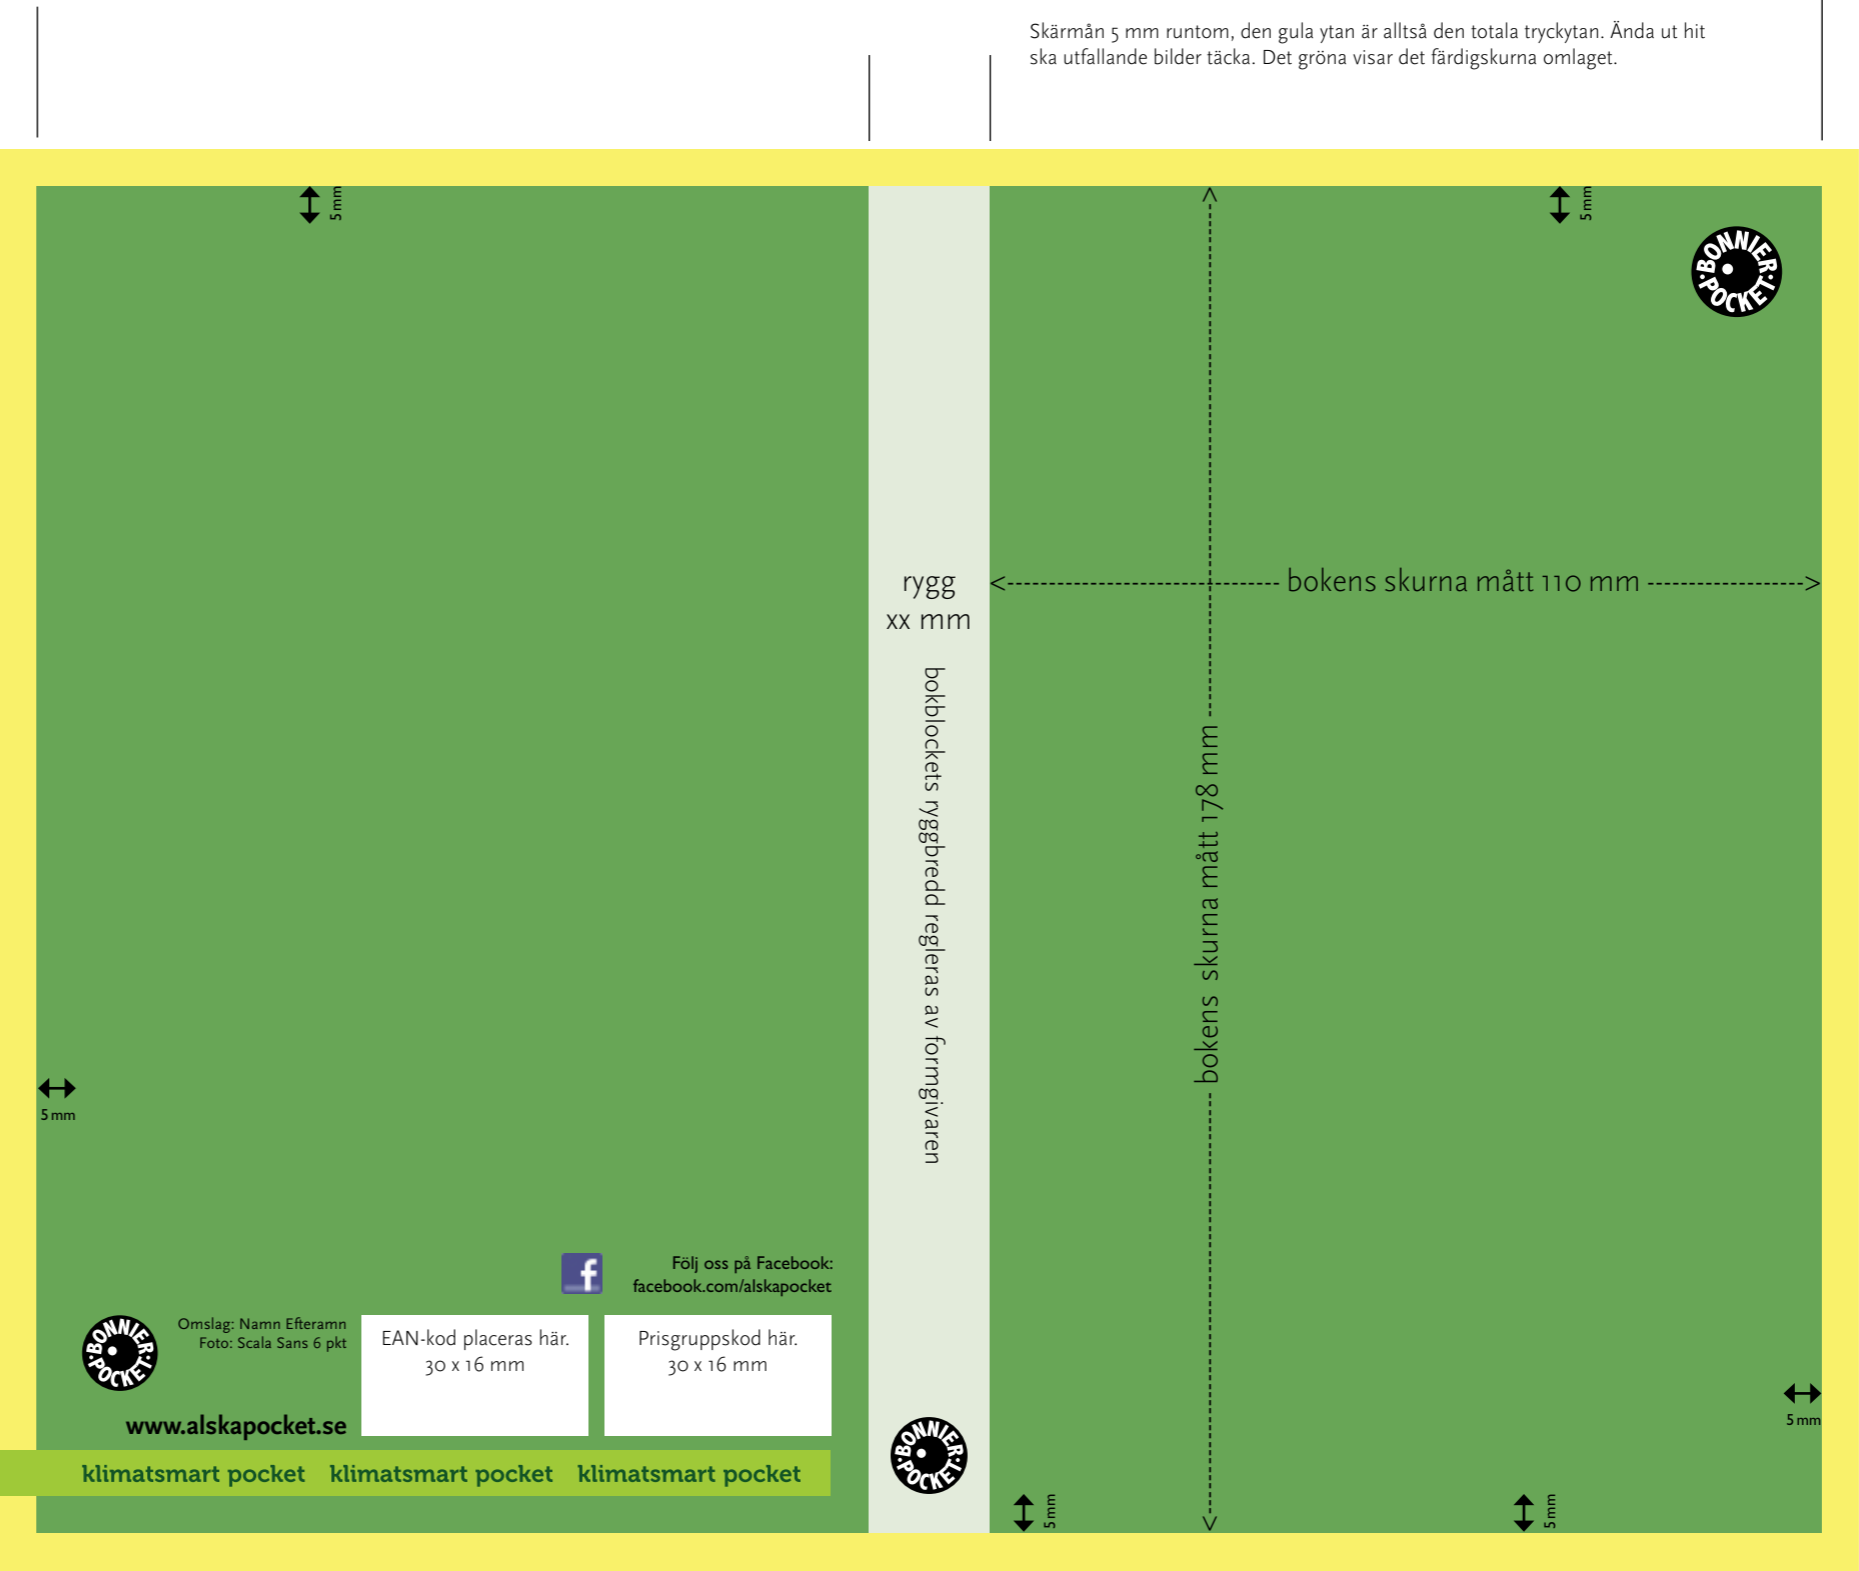 Skärmån 5 mm runtom, den gula ytan är alltså den totala tryckytan. Ända ut hit
ska utfallande bilder täcka. Det gröna visar det färdigskurna omlaget.
5 mm
5 mm
BONNIER
POCKET
rygg
xx mm
bokens skurna mått 110 mm
bokblockets ryggbredd regleras av formgivaren
bokens skurna mått 178 mm
5 mm
Följ oss på Facebook:
facebook.com/alskapocket
BONNIER
POCKET
Omslag: Namn Efteramn
Foto: Scala Sans 6 pkt
EAN-kod placeras här.
30 x 16 mm
Prisgruppskod här.
30 x 16 mm
www.alskapocket.se
klimatsmart pocket klimatsmart pocket klimatsmart pocket
BONNIER
POCKET
5 mm
5 mm
5 mm